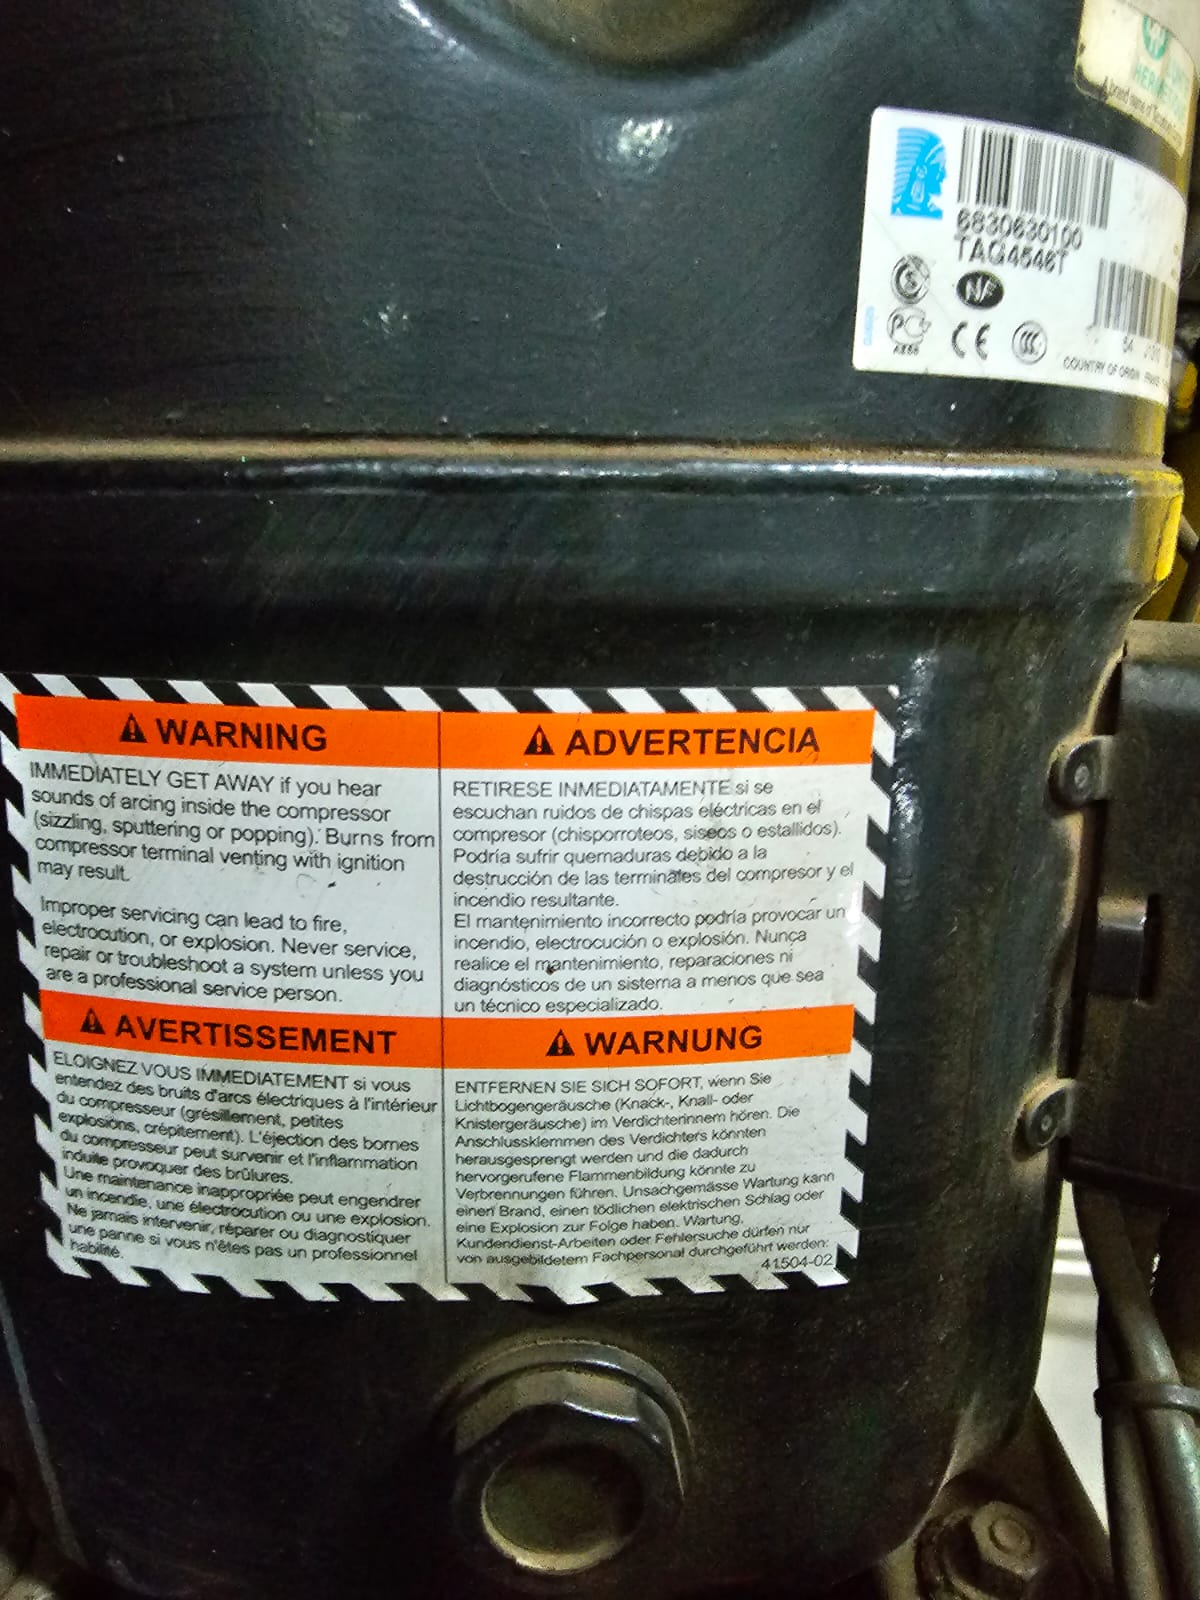 6830630100
TAG4546T
NF
CE
COUNTRY OF ORIGIN
WARNING
IMMEDIATELY GET AWAY if you hear
sounds of arcing inside the compressor
(sizzling, sputtering or popping). Burns from
compressor terminal venting with ignition
may result.
Improper servicing can lead to fire,
electrocution, or explosion. Never service,
repair or troubleshoot a system unless you
are a professional service person.
ADVERTENCIA
RETIRESE INMEDIATAMENTE si se
escuchan ruidos de chispas eléctricas en el
compresor (chisporroteos, siseos o estallidos).
Podría sufrir quemaduras debido a la
destrucción de las terminales del compresor y el
incendio resultante.
El mantenimiento incorrecto podría provocar un
incendio, electrocución o explosión. Nunca
realice el mantenimiento, reparaciones ni
diagnósticos de un sistema a menos que sea
un técnico especializado.
AVERTISSEMENT
ELOIGNEZ VOUS IMMEDIATEMENT si vous
entendez des bruits d'arcs électriques à l'intérieur
du compresseur (grésillement, petites
explosions, crépitement). L'éjection des bornes
du compresseur peut survenir et l'inflammation
induite provoquer des brûlures.
Une maintenance inappropriée peut engendrer
un incendie, une électrocution ou une explosion.
Ne jamais intervenir, réparer ou diagnostiquer
une panne si vous n'êtes pas un professionnel
habilité.
WARNUNG
ENTFERNEN SIE SICH SOFORT, wenn Sie
Lichtbogengeräusche (Knack-, Knall- oder
Knistergeräusche) im Verdichterinnern hören. Die
Anschlussklemmen des Verdichters könnten
herausgesprengt werden und die dadurch
hervorgerufene Flammenbildung könnte zu
Verbrennungen führen. Unsachgemässe Wartung kann
einen Brand, einen tödlichen elektrischen Schlag oder
eine Explosion zur Folge haben. Wartung,
Kundendienst-Arbeiten oder Fehlersuche dürfen nur
von ausgebildetem Fachpersonal durchgeführt werden.
41504-02